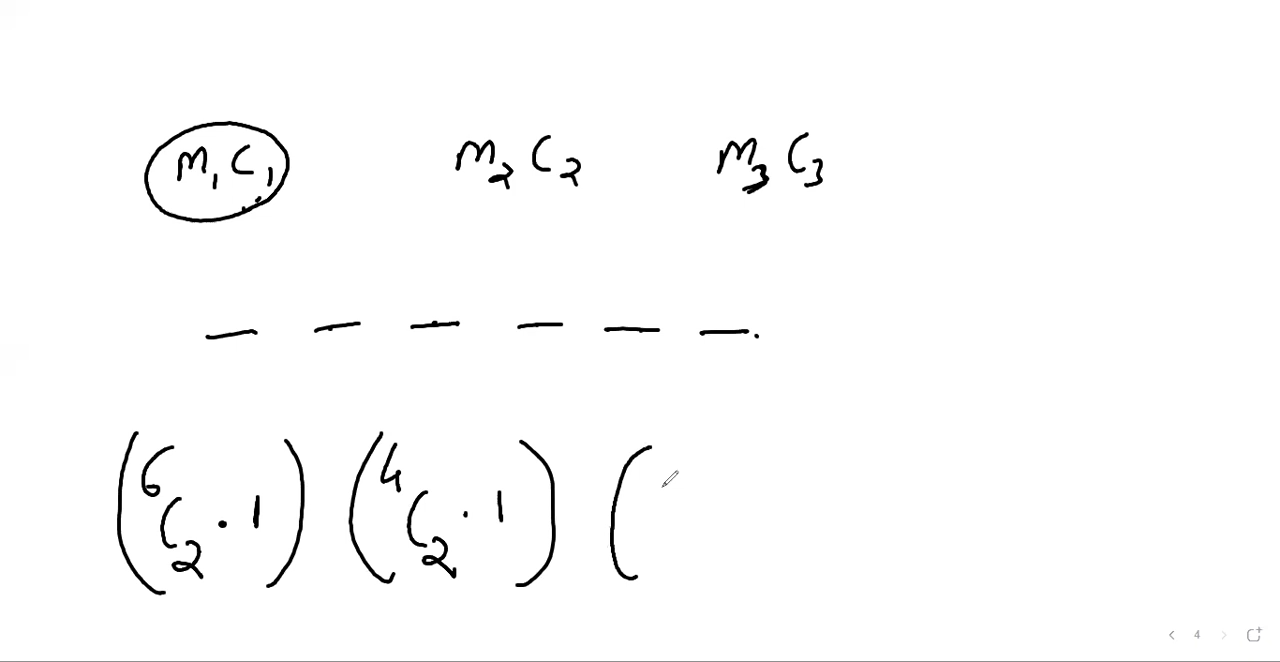 M₁C₁ M₂C₂ M₃C₃
— — — — — —.
(⁶C₂ · 1) (⁴C₂ · 1) (
4